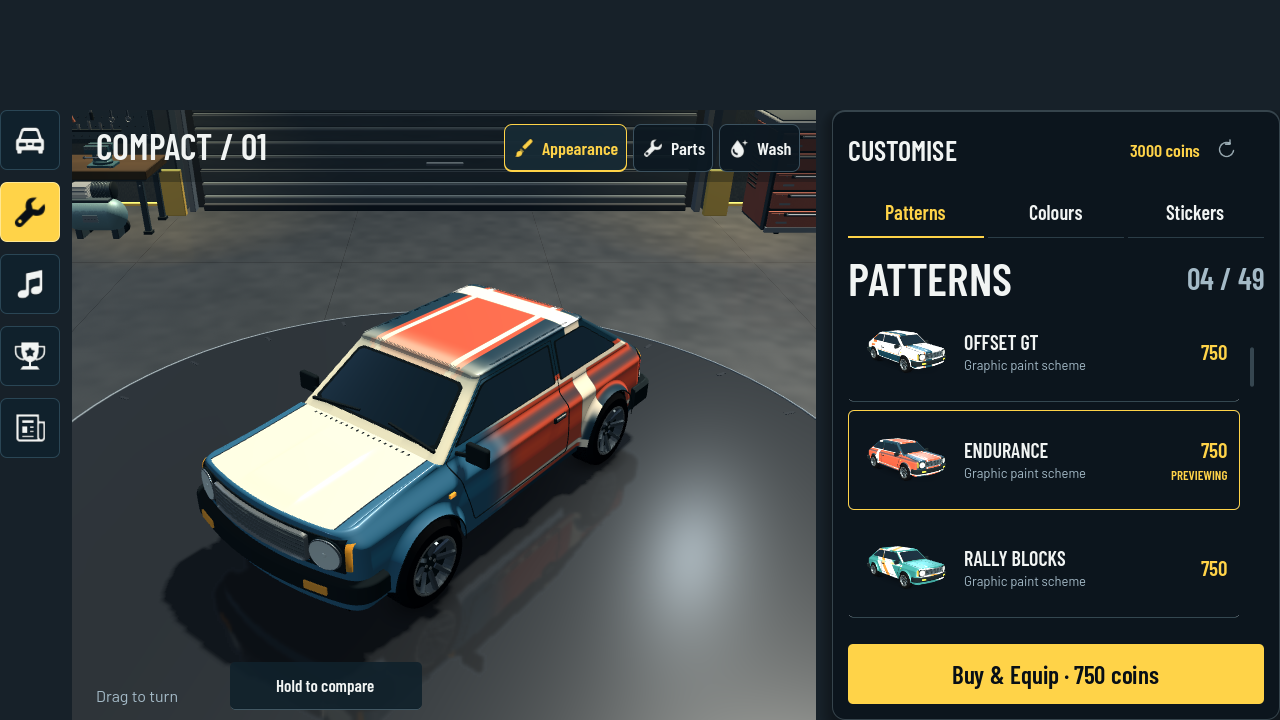 COMPACT / 01
Appearance
Parts
Wash
Drag to turn
Hold to compare
CUSTOMISE
3000 coins
Patterns
Colours
Stickers
PATTERNS
04 / 49
OFFSET GT
Graphic paint scheme
750
ENDURANCE
Graphic paint scheme
750
PREVIEWING
RALLY BLOCKS
Graphic paint scheme
750
Buy & Equip · 750 coins